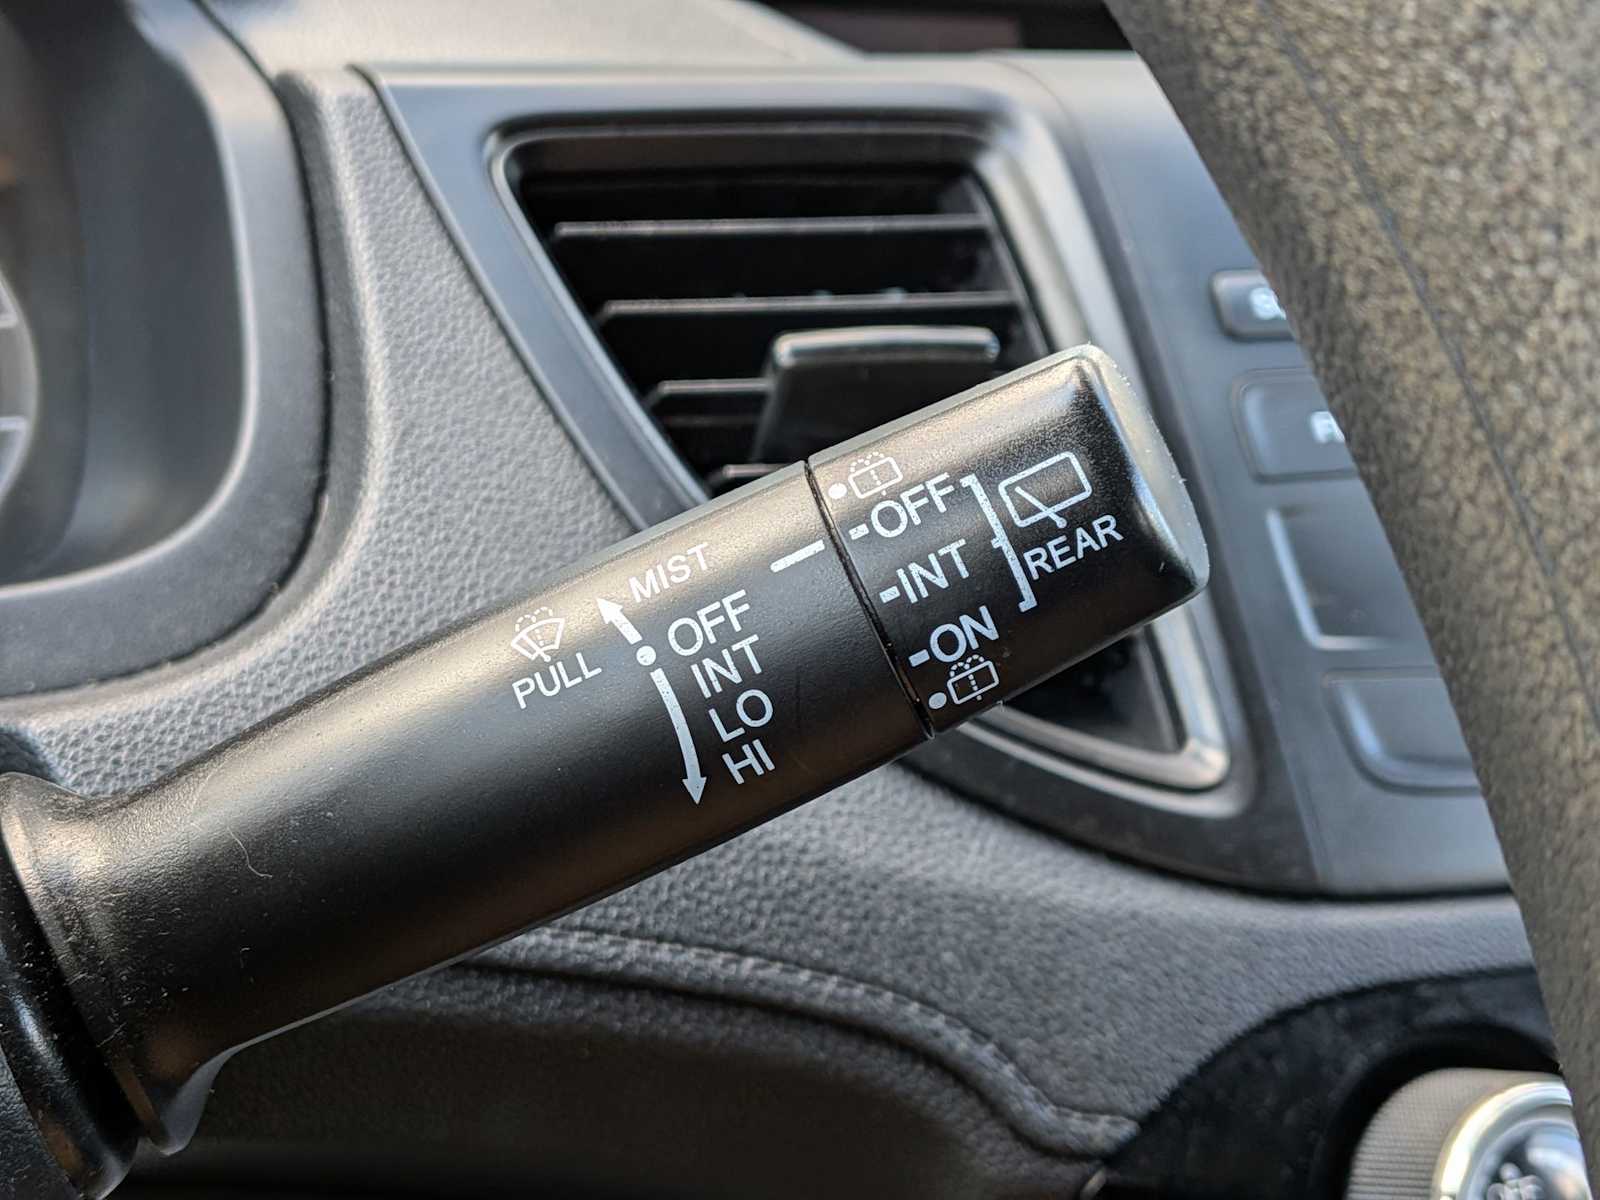 MIST
OFF
INT
LO
HI
PULL
OFF
INT
ON
REAR